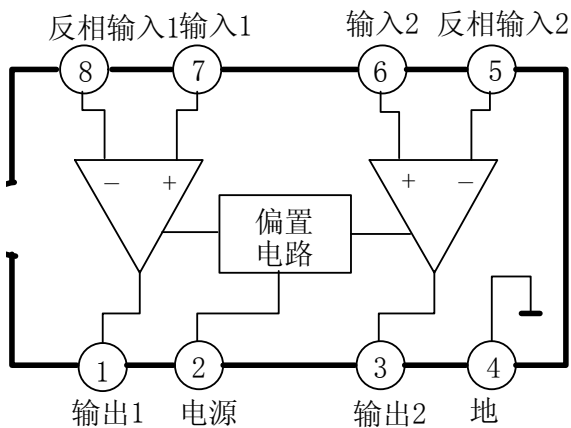 反相输入1 输入1 输入2 反相输入2
8 7 6 5
− + + −
偏置
电路
1 2 3 4
输出1 电源 输出2 地